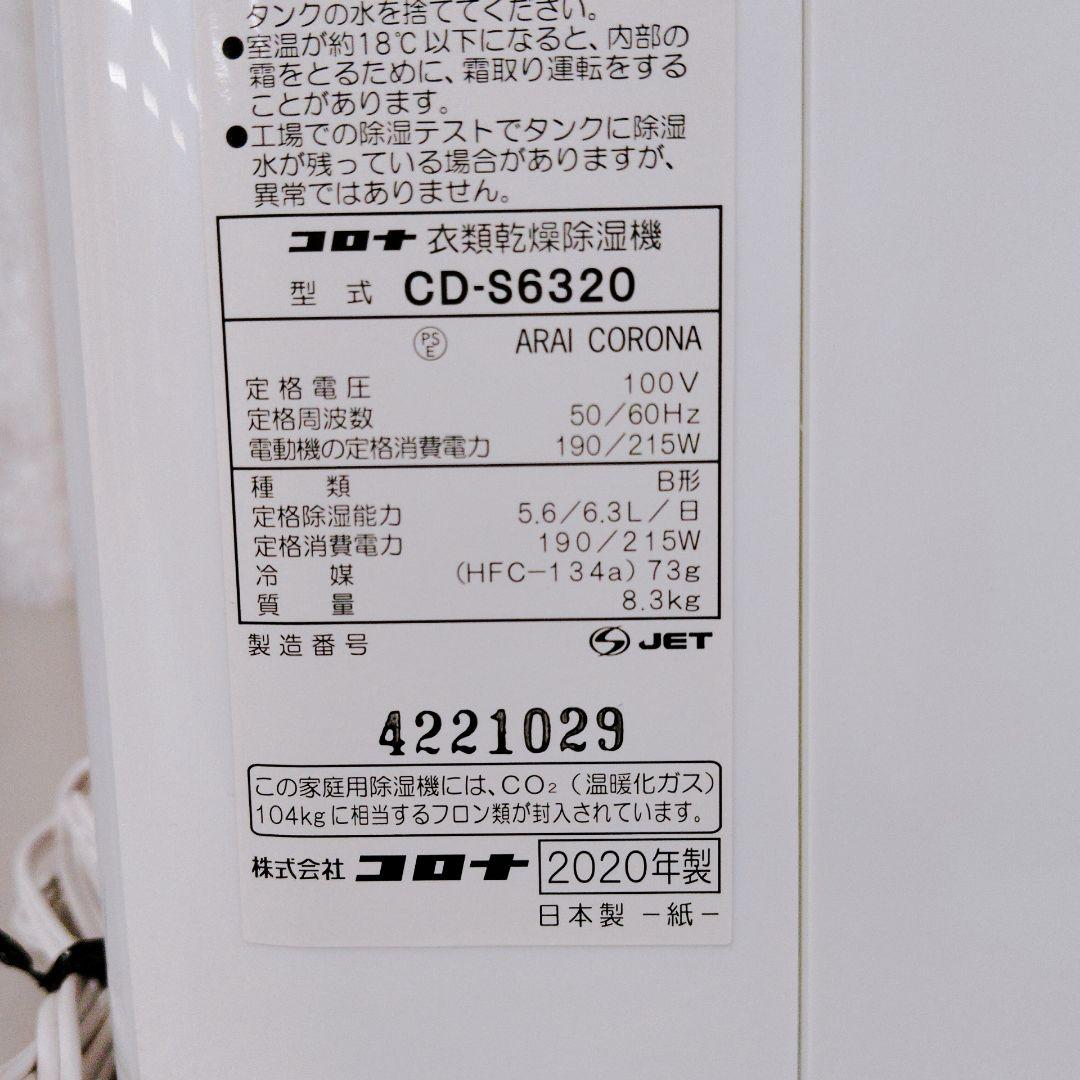 タンクの水を捨ててください。
●室温が約18℃以下になると、内部の
霜をとるために、霜取り運転をする
ことがあります。
●工場での除湿テストでタンクに除湿
水が残っている場合がありますが、
異常ではありません。
コロナ 衣類乾燥除湿機
型式 CD-S6320
PSE ARAI CORONA
定格電圧 100V
定格周波数 50/60Hz
電動機の定格消費電力 190/215W
種類 B形
定格除湿能力 5.6/6.3L/日
定格消費電力 190/215W
冷媒 (HFC-134a) 73g
質量 8.3kg
製造番号 JET
4221029
この家庭用除湿機には、CO₂(温暖化ガス)
104kgに相当するフロン類が封入されています。
株式会社 コロナ 2020年製
日本製 -紙-